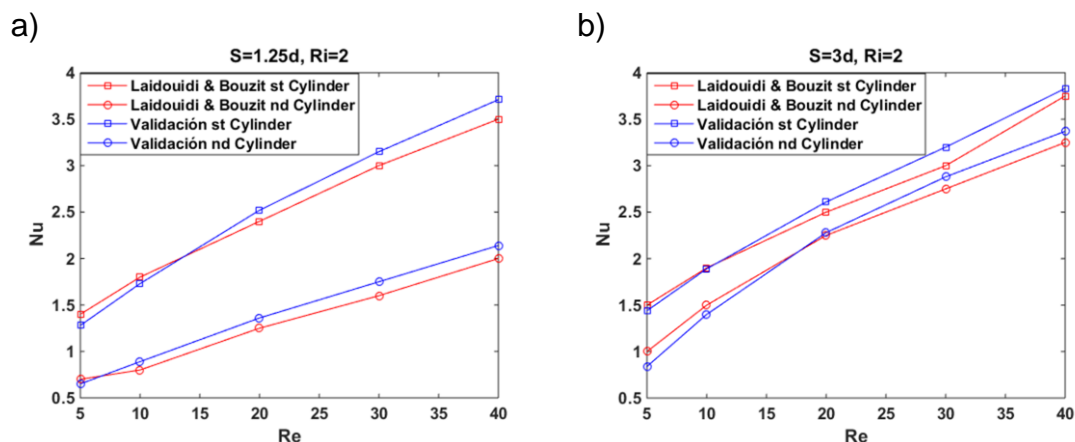 a)
S=1.25d, Ri=2
Laidouidi & Bouzit st Cylinder
Laidouidi & Bouzit nd Cylinder
Validación st Cylinder
Validación nd Cylinder
4
3.5
3
2.5
2
1.5
1
0.5
Nu
5
10
15
20
25
30
35
40
Re
b)
S=3d, Ri=2
Laidouidi & Bouzit st Cylinder
Laidouidi & Bouzit nd Cylinder
Validación st Cylinder
Validación nd Cylinder
4
3.5
3
2.5
2
1.5
1
0.5
Nu
5
10
15
20
25
30
35
40
Re